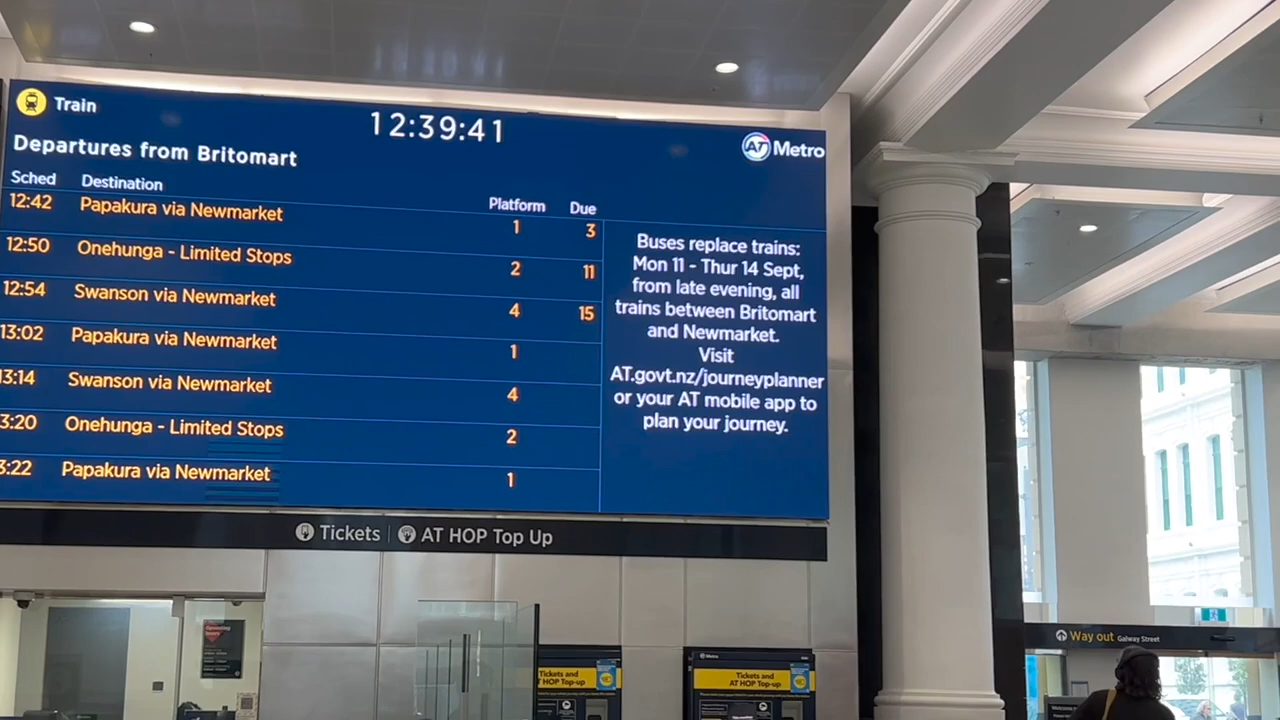 Train
12:39:41
AT Metro
Departures from Britomart
Sched Destination Platform Due
12:42 Papakura via Newmarket 1 3
12:50 Onehunga - Limited Stops 2 11
12:54 Swanson via Newmarket 4 15
13:02 Papakura via Newmarket 1
13:14 Swanson via Newmarket 4
3:20 Onehunga - Limited Stops 2
3:22 Papakura via Newmarket 1
Buses replace trains:
Mon 11 - Thur 14 Sept,
from late evening, all
trains between Britomart
and Newmarket.
Visit
AT.govt.nz/journeyplanner
or your AT mobile app to
plan your journey.
Tickets AT HOP Top Up
Way out Galway Street
Tickets and
AT HOP Top-up
Tickets and
AT HOP Top-up